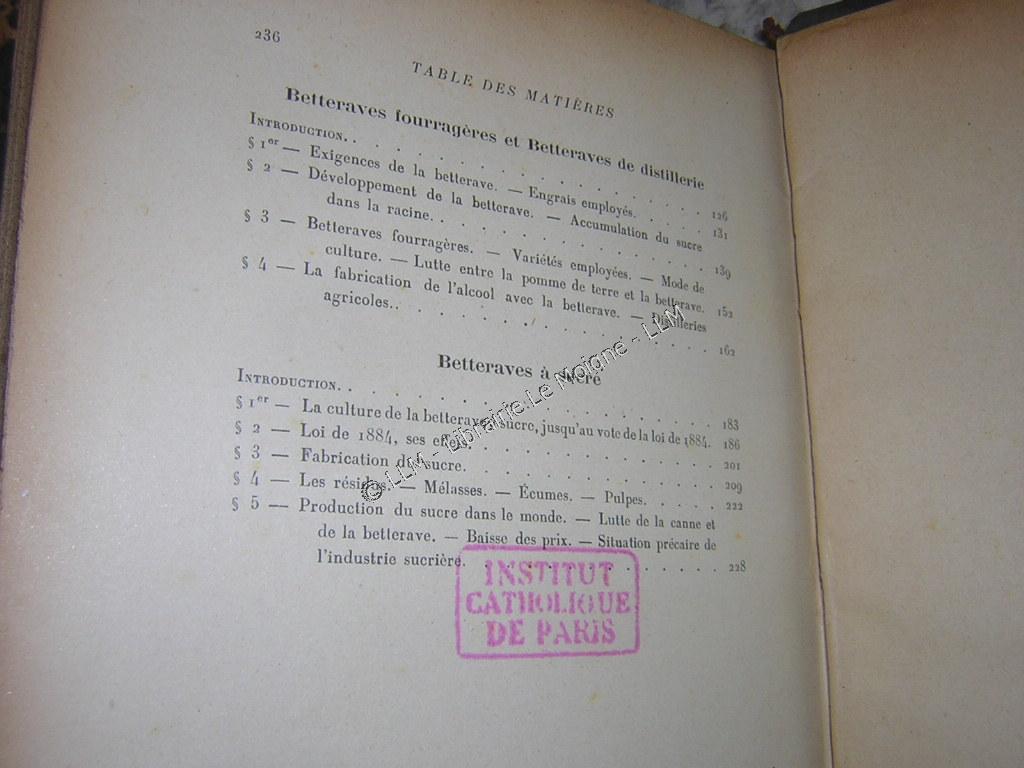 236
TABLE DES MATIÈRES
Betteraves fourragères et Betteraves de distillerie
INTRODUCTION. . . . . . . . . . . . . . 126
§ 1er — Exigences de la betterave. — Engrais employés. . . . . 131
§ 2 — Développement de la betterave. — Accumulation du sucre
dans la racine. . . . . . . . . . . . . . 139
§ 3 — Betteraves fourragères. — Variétés employées. — Mode de
culture. — Lutte entre la pomme de terre et la betterave. 152
§ 4 — La fabrication de l'alcool avec la betterave. — Distilleries
agricoles. . . . . . . . . . . . . . 162
Betteraves à sucre
INTRODUCTION. . . . . . . . . . . . . . 183
§ 1er — La culture de la betterave à sucre, jusqu'au vote de la loi de 1884. 186
§ 2 — Loi de 1884, ses effets. . . . . . . . . . . 201
§ 3 — Fabrication du sucre. . . . . . . . . . . 209
§ 4 — Les résidus. — Mélasses. — Écumes. — Pulpes. . . . . 222
§ 5 — Production du sucre dans le monde. — Lutte de la canne et
de la betterave. — Baisse des prix. — Situation précaire de
l'industrie sucrière. . . . . . . . . . . 228
INSTITUT
CATHOLIQUE
DE PARIS
© LLM - Librairie Le Moigne - LLM